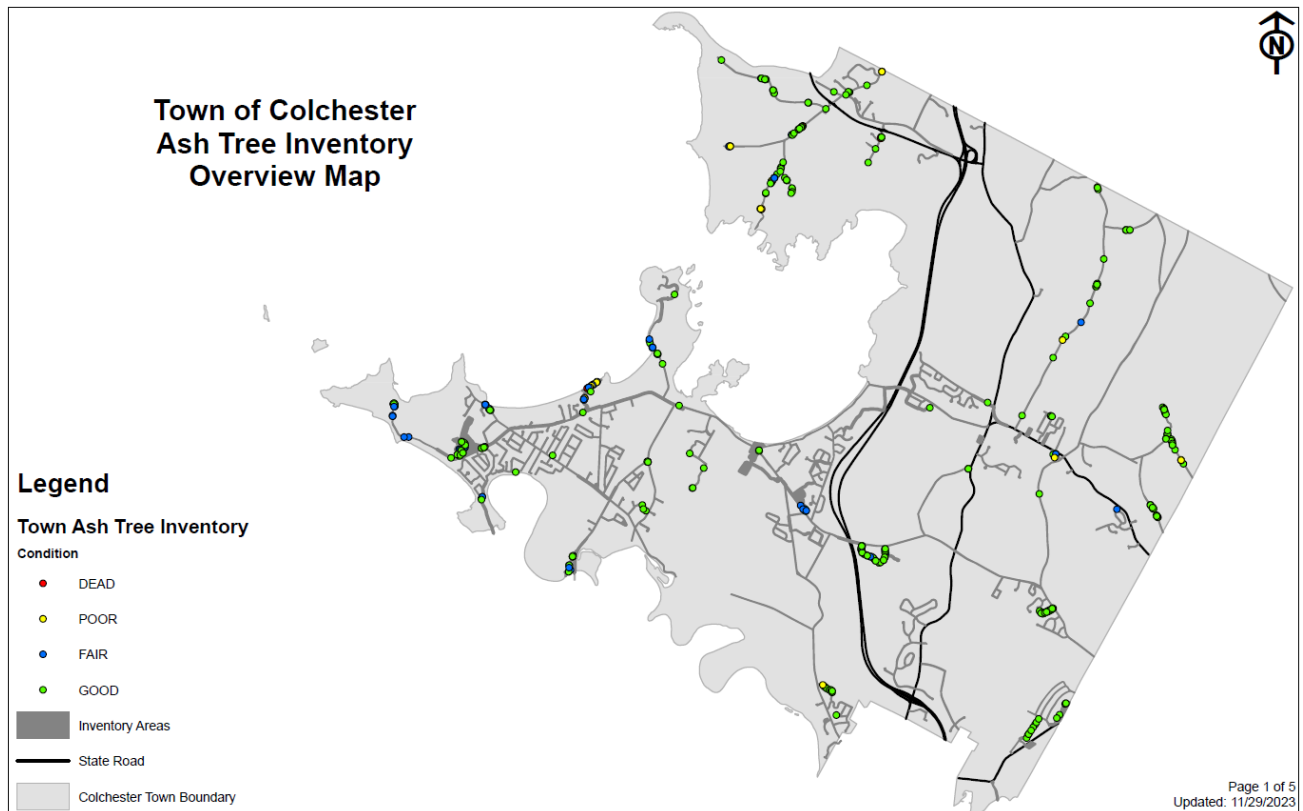 Town of Colchester
Ash Tree Inventory
Overview Map
N
Legend
Town Ash Tree Inventory
Condition
DEAD
POOR
FAIR
GOOD
Inventory Areas
State Road
Colchester Town Boundary
Page 1 of 5
Updated: 11/29/2023